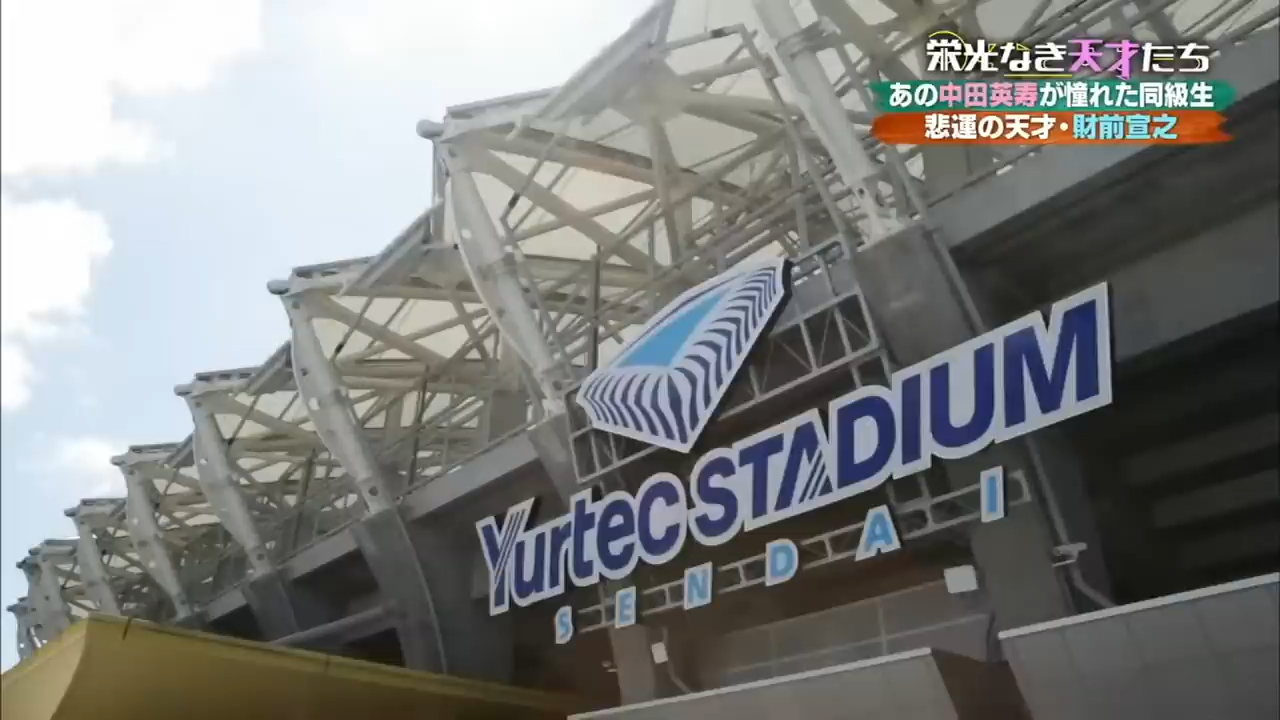 栄光なき天才たち
あの中田英寿が憧れた同級生
悲運の天才・財前宣之
Yurtec STADIUM
SENDAI